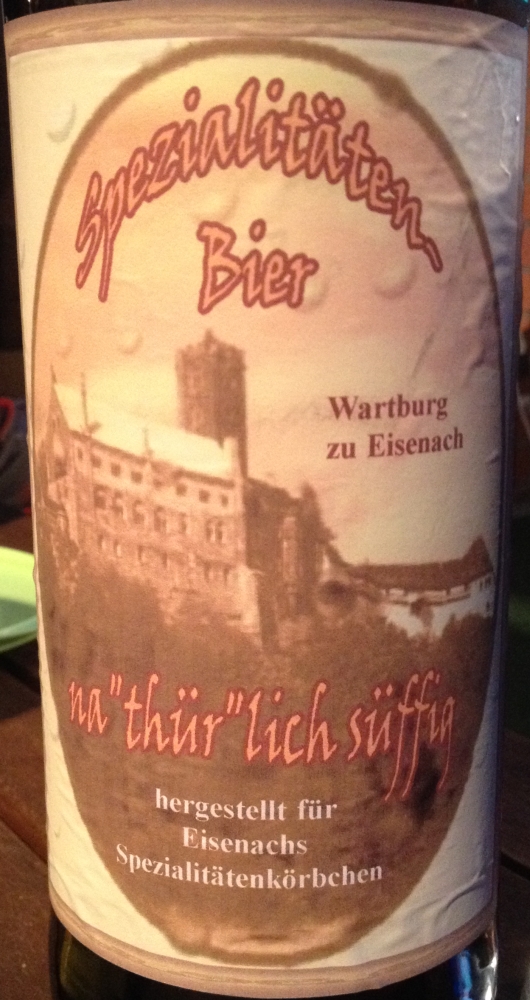 Spezialitäten-
Bier
Wartburg
zu Eisenach
na"thür"lich süffig
hergestellt für
Eisenachs
Spezialitätenkörbchen